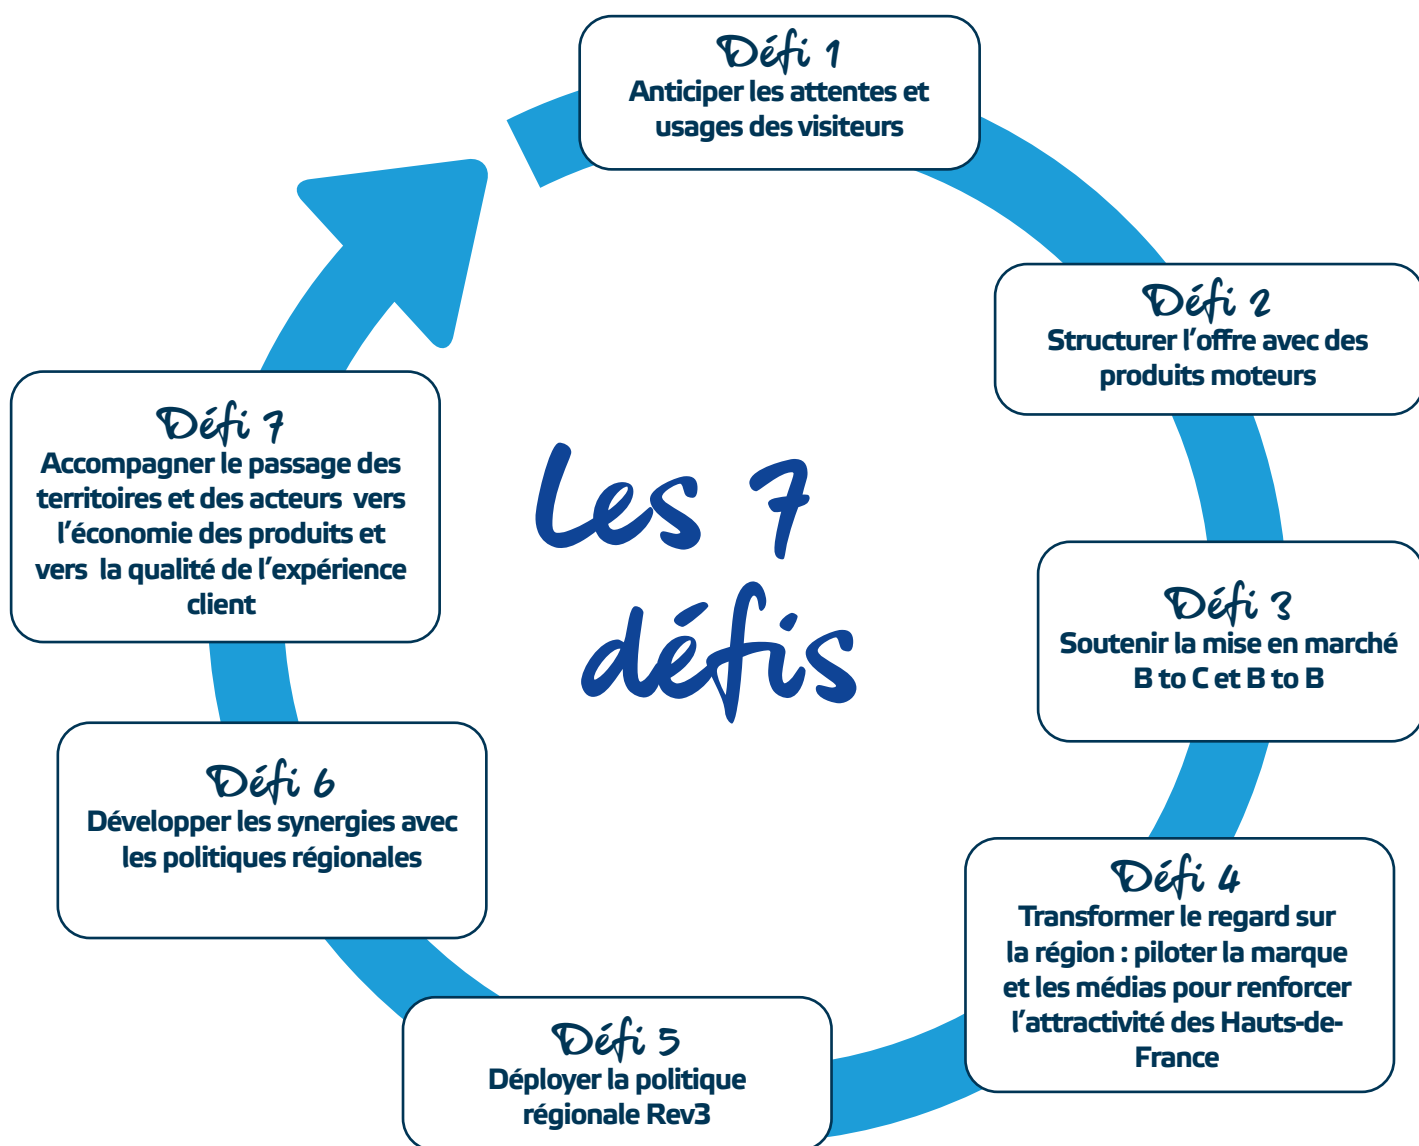 Défi 1
Anticiper les attentes et
usages des visiteurs
Défi 2
Structurer l’offre avec des
produits moteurs
Défi 3
Soutenir la mise en marché
B to C et B to B
Défi 4
Transformer le regard sur
la région : piloter la marque
et les médias pour renforcer
l’attractivité des Hauts-de-
France
Défi 5
Déployer la politique
régionale Rev3
Défi 6
Développer les synergies avec
les politiques régionales
Défi 7
Accompagner le passage des
territoires et des acteurs vers
l’économie des produits et
vers la qualité de l’expérience
client
Les 7
défis